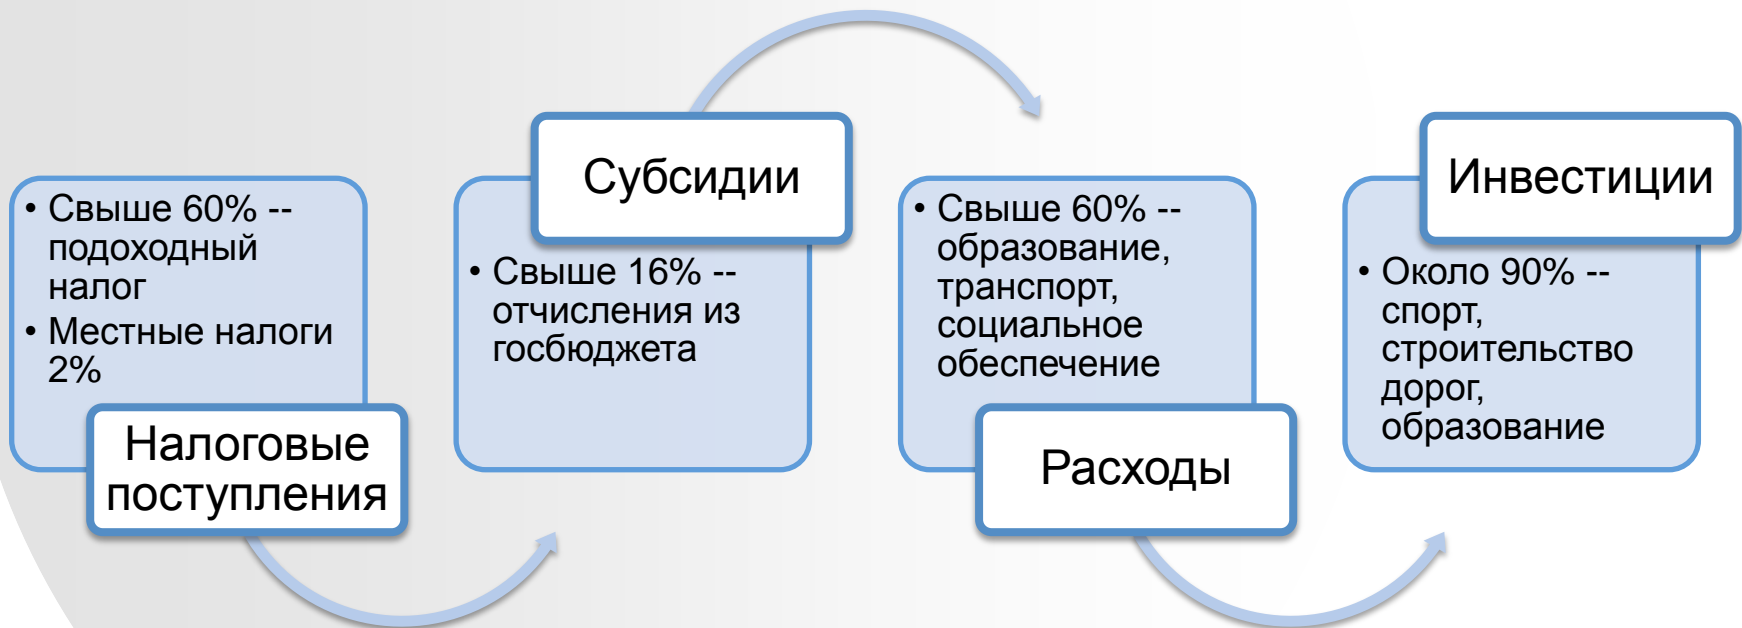 • Свыше 60% --
подоходный
налог
• Местные налоги
2%
Налоговые
поступления
Субсидии
• Свыше 16% --
отчисления из
госбюджета
• Свыше 60% --
образование,
транспорт,
социальное
обеспечение
Расходы
Инвестиции
• Около 90% --
спорт,
строительство
дорог,
образование